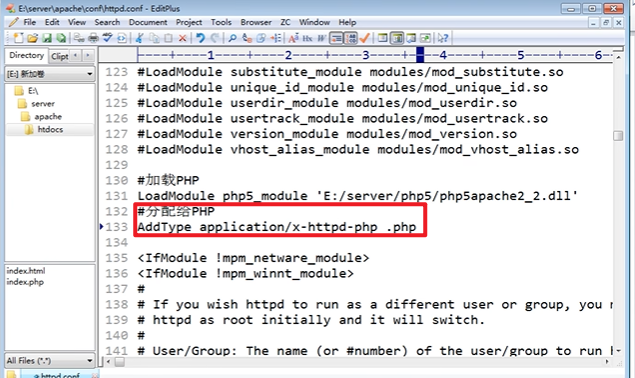 E:\server\apache\conf\httpd.conf - EditPlus
File Edit View Search Document Project Tools Browser ZC Window Help
Directory Clipt
[E:] 新加卷
E:\
server
apache
htdocs
index.html
index.php
All Files (*.*)
httpd.conf
----+----1----+----2----+----3----+----4----+----5----+----6--
123 #LoadModule substitute_module modules/mod_substitute.so
124 #LoadModule unique_id_module modules/mod_unique_id.so
125 #LoadModule userdir_module modules/mod_userdir.so
126 #LoadModule usertrack_module modules/mod_usertrack.so
127 #LoadModule version_module modules/mod_version.so
128 #LoadModule vhost_alias_module modules/mod_vhost_alias.so
129
130 #加载PHP
131 LoadModule php5_module 'E:/server/php5/php5apache2_2.dll'
132 #分配给PHP
133 AddType application/x-httpd-php .php
134
135 <IfModule !mpm_netware_module>
136 <IfModule !mpm_winnt_module>
137 #
138 # If you wish httpd to run as a different user or group, you
139 # httpd as root initially and it will switch.
140 #
141 # User/Group: The name (or #number) of the user/group to run